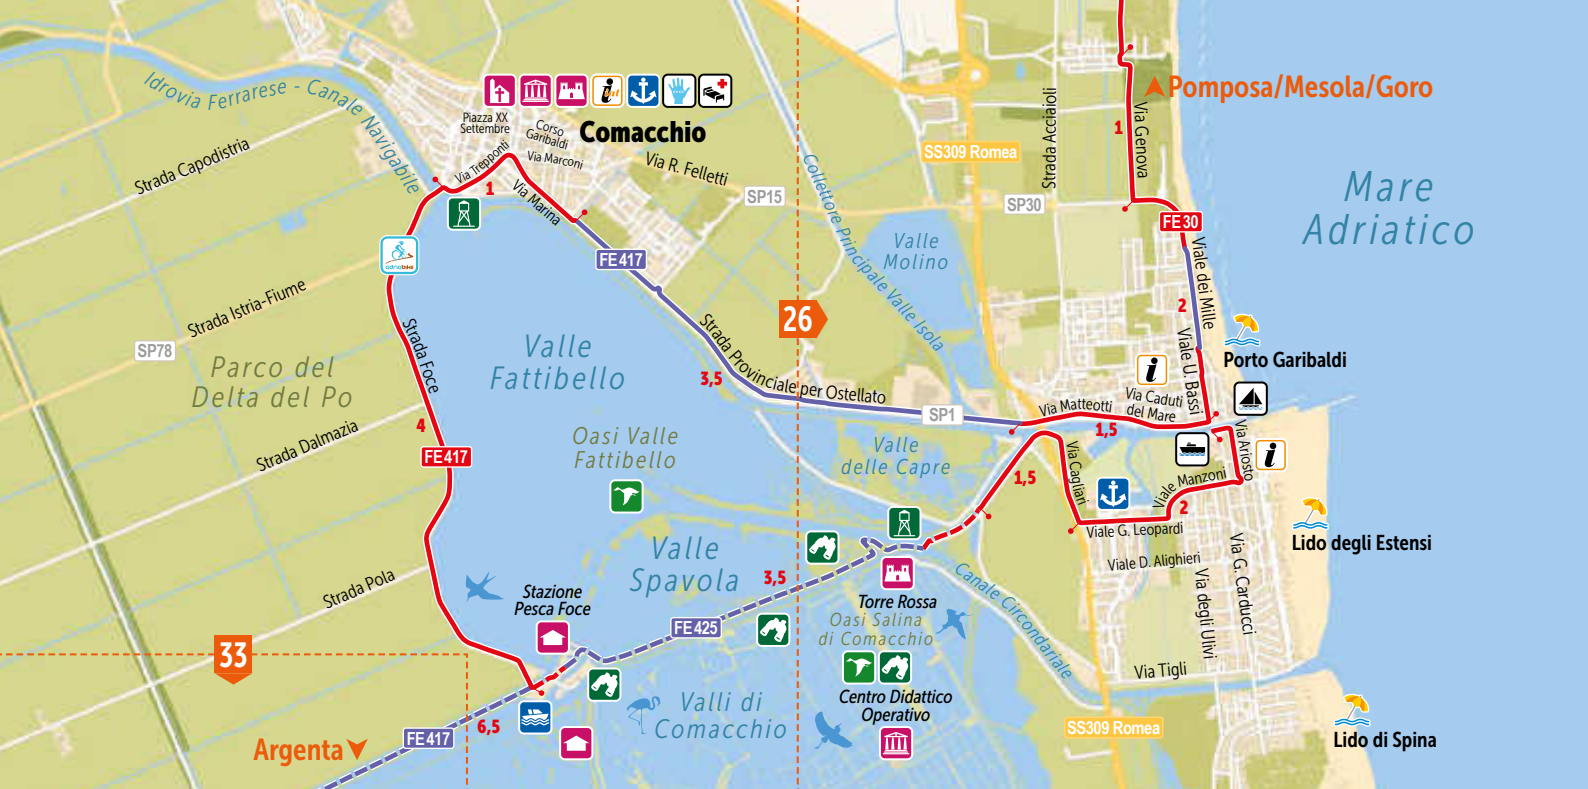 Idrovia Ferrarese - Canale Navigabile
Strada Capodistria
Piazza XX
Settembre
Corso
Garibaldi
Comacchio
Via Trepponti
Via Marconi
Via Marina
Via R. Felletti
1
SP15
FE417
adriabike
Strada Istria-Fiume
SP78
Parco del
Delta del Po
Strada Foce
Valle
Fattibello
Strada Provinciale per Ostellato
3,5
26
Collettore Principale Valle Isola
SS309 Romea
Strada Acciaioli
Pomposa/Mesola/Goro
Via Genova
1
SP30
FE30
Valle
Molino
Mare
Adriatico
Viale dei Mille
2
Viale U. Bassi
Porto Garibaldi
SP1
Via Matteotti
Via Caduti
del Mare
1,5
Strada Dalmazia
4
FE417
Oasi Valle
Fattibello
Valle
delle Capre
1,5
Via Cagliari
Viale Manzoni
Via Ariosto
2
Viale G. Leopardi
Lido degli Estensi
Viale D. Alighieri
Via degli Ulivi
Via G. Carducci
Valle
Spavola
3,5
Strada Pola
Stazione
Pesca Foce
FE425
Torre Rossa
Oasi Salina
di Comacchio
Canale Circondariale
33
Via Tigli
Valli di
Comacchio
Centro Didattico
Operativo
SS309 Romea
Lido di Spina
Argenta
FE417
6,5